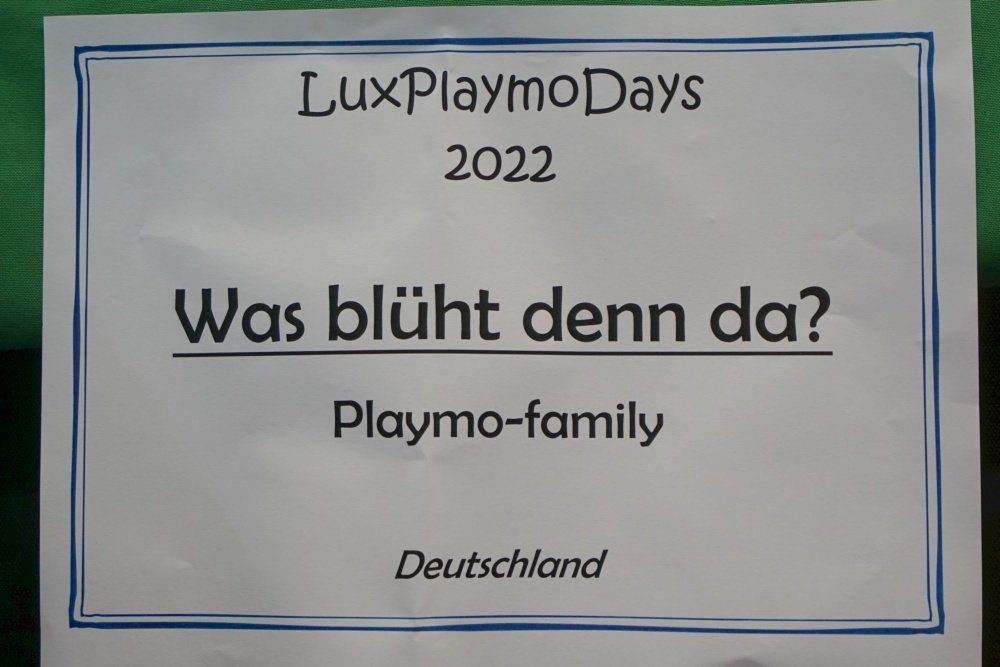 LuxPlaymoDays
2022
Was blüht denn da?
Playmo-family
Deutschland